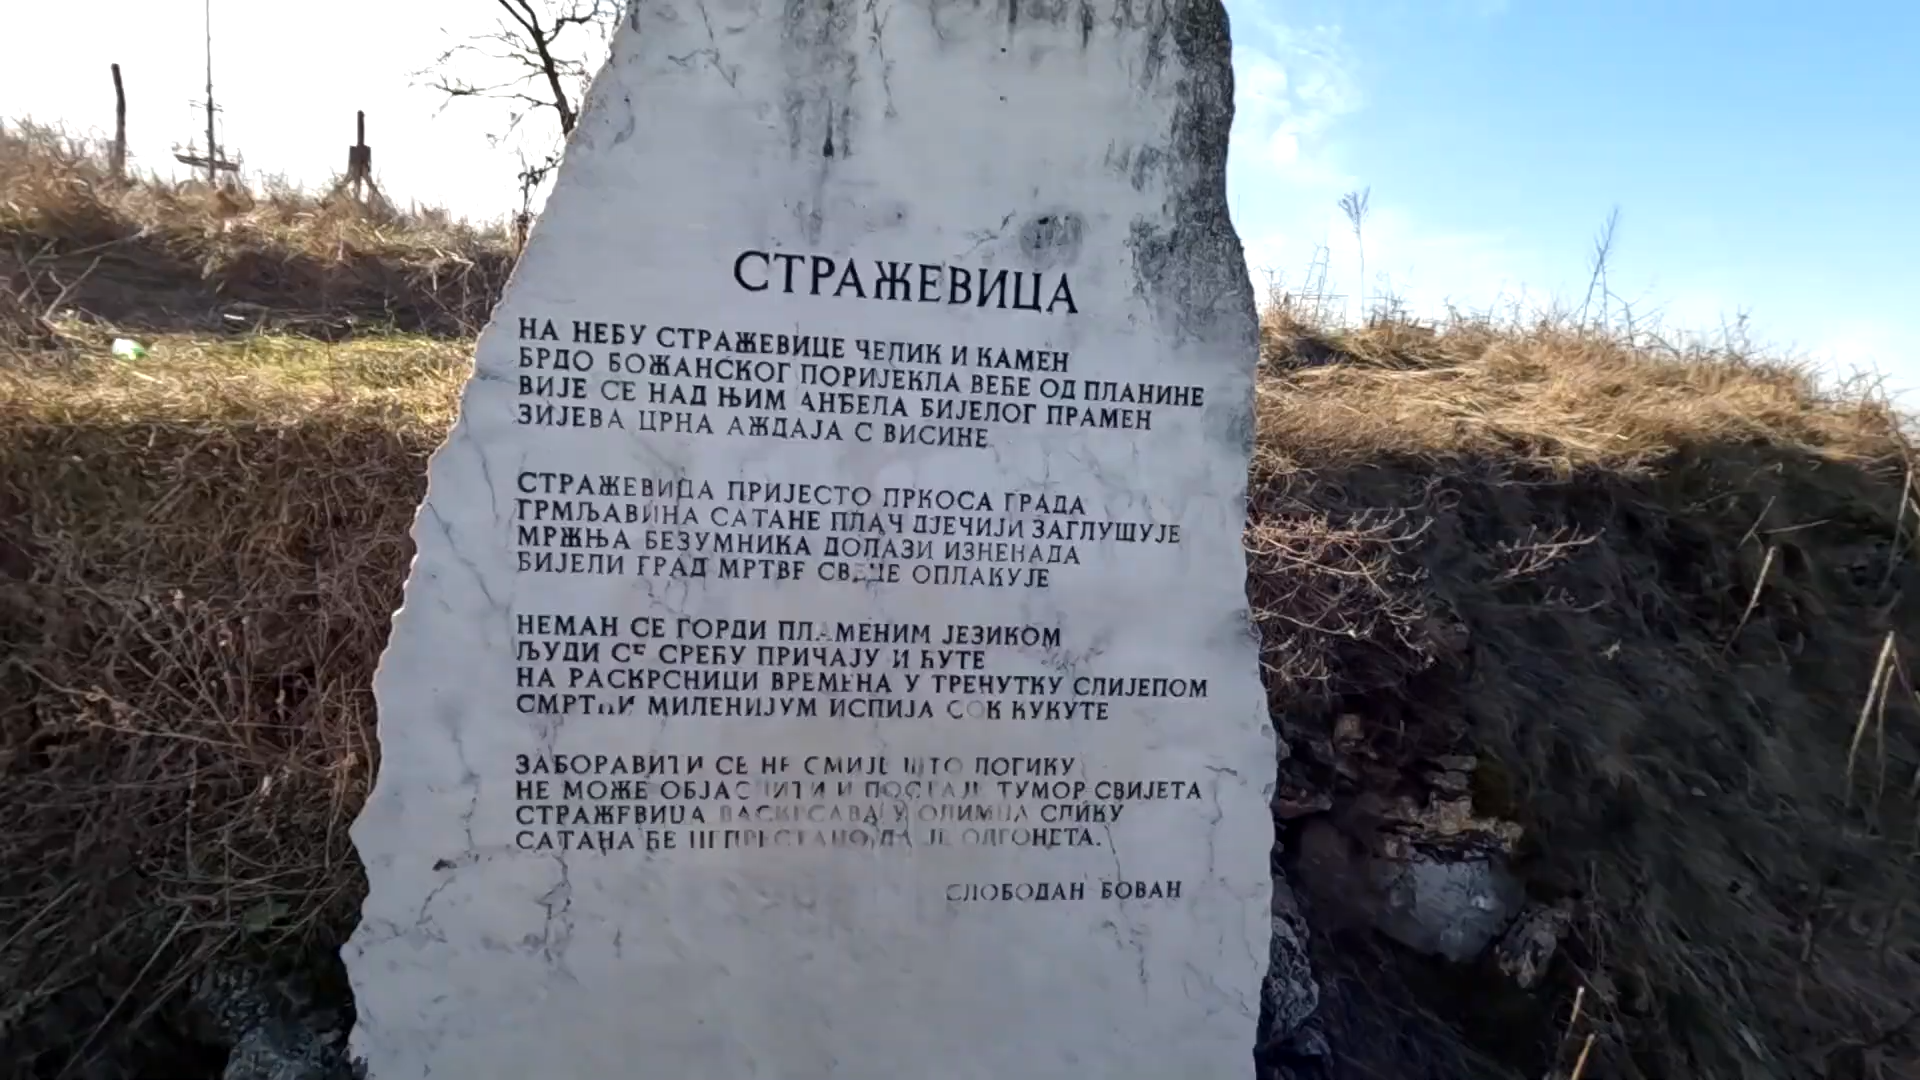 СТРАЖЕВИЦА
НА НЕБУ СТРАЖЕВИЦЕ ЧЕЛИК И КАМЕН
БРДО БОЖАНСКОГ ПОРИЈЕКЛА ВЕЋЕ ОД ПЛАНИНЕ
ВИЈЕ СЕ НАД ЊИМ АНЂЕЛА БИЈЕЛОГ ПРАМЕН
ЗИЈЕВА ЦРНА АЖДАЈА С ВИСИНЕ
СТРАЖЕВИЦА ПРИЈЕСТО ПРКОСА ГРАДА
ГРМЉАВИНА САТАНЕ ПЛАЧ ДЈЕЧИЈИ ЗАГЛУШУЈЕ
МРЖЊА БЕЗУМНИКА ДОЛАЗИ ИЗНЕНАДА
БИЈЕЛИ ГРАД МРТВЕ СВЕЦЕ ОПЛАКУЈЕ
НЕМАН СЕ ГОРДИ ПЛАМЕНИМ ЈЕЗИКОМ
ЉУДИ СЕ СРЕЋУ ПРИЧАЈУ И ЋУТЕ
НА РАСКРСНИЦИ ВРЕМЕНА У ТРЕНУТКУ СЛИЈЕПОМ
СМРТНИ МИЛЕНИЈУМ ИСПИЈА СОК КУКУТЕ
ЗАБОРАВИТИ СЕ НЕ СМИЈЕ ШТО ЛОГИКУ
НЕ МОЖЕ ОБЈАСНИТИ И ПОСТАЈЕ ТУМОР СВИЈЕТА
СТРАЖЕВИЦА ВАСКРСАВА У ОЛИМПА СЛИКУ
САТАНА ЋЕ НЕПРЕСТАНО ДА ЈЕ ОДГОНЕТА.
СЛОБОДАН БОВАН